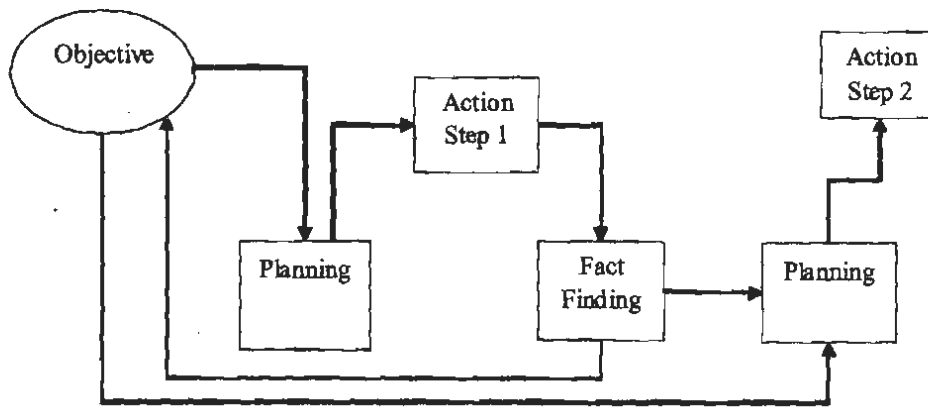 Objective
Action
Step 1
Action
Step 2
Planning
Fact
Finding
Planning